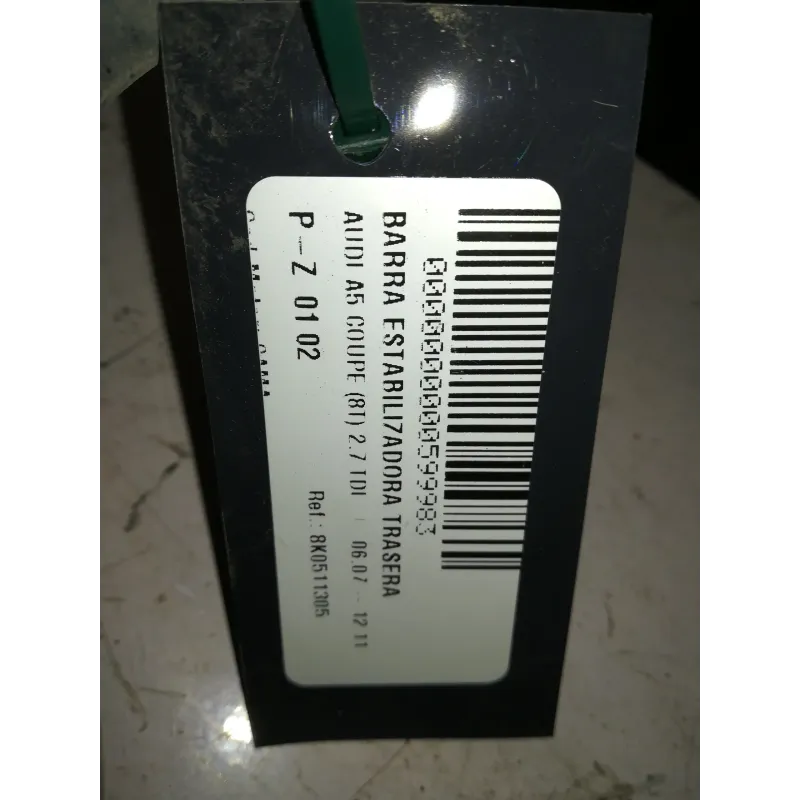 0000000000599983
BARRA ESTABILIZADORA TRASERA
AUDI A5 COUPE (8T) 2.7 TDI | 06.07 - 12.11
P-Z 01 02 Ref.: 8K0511305